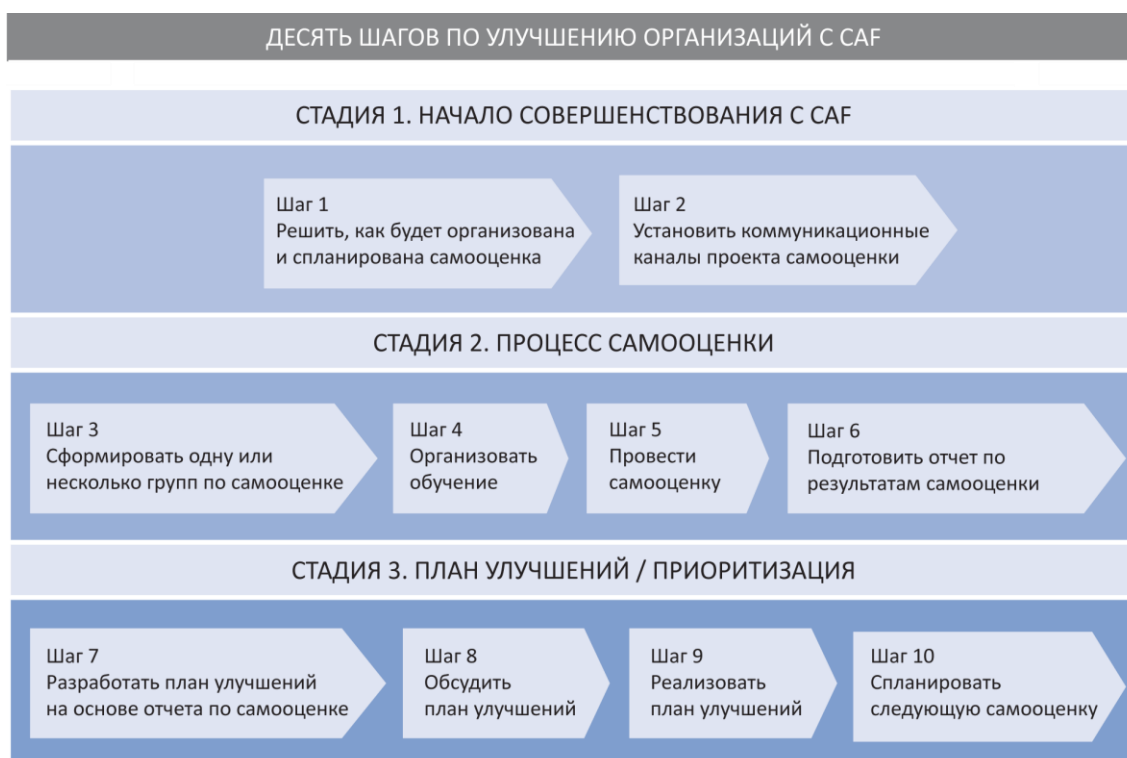 ДЕСЯТЬ ШАГОВ ПО УЛУЧШЕНИЮ ОРГАНИЗАЦИЙ С CAF
СТАДИЯ 1. НАЧАЛО СОВЕРШЕНСТВОВАНИЯ С CAF
Шаг 1
Решить, как будет организована
и спланирована самооценка
Шаг 2
Установить коммуникационные
каналы проекта самооценки
СТАДИЯ 2. ПРОЦЕСС САМООЦЕНКИ
Шаг 3
Сформировать одну или
несколько групп по самооценке
Шаг 4
Организовать
обучение
Шаг 5
Провести
самооценку
Шаг 6
Подготовить отчет по
результатам самооценки
СТАДИЯ 3. ПЛАН УЛУЧШЕНИЙ / ПРИОРИТИЗАЦИЯ
Шаг 7
Разработать план улучшений
на основе отчета по самооценке
Шаг 8
Обсудить
план улучшений
Шаг 9
Реализовать
план улучшений
Шаг 10
Спланировать
следующую самооценку